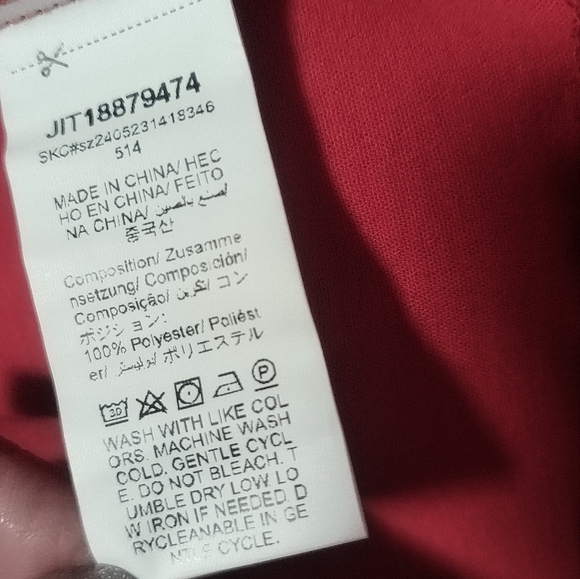 JIT18879474
SKC#sz2405231418346
514
MADE IN CHINA/ HEC
HO EN CHINA/ FEITO
NA CHINA/ صنع بالصين/
중국산
Composition/ Zusamme
nsetzung/ Composición/
Composição/ تكوين/ コン
ポジション:
100% Polyester/ Poliést
er/ بوليستر/ ポリエステル
30
WASH WITH LIKE COL
ORS. MACHINE WASH
COLD. GENTLE CYCL
E. DO NOT BLEACH. T
UMBLE DRY LOW LO
W IRON IF NEEDED. D
RYCLEANABLE IN GE
NTLE CYCLE.